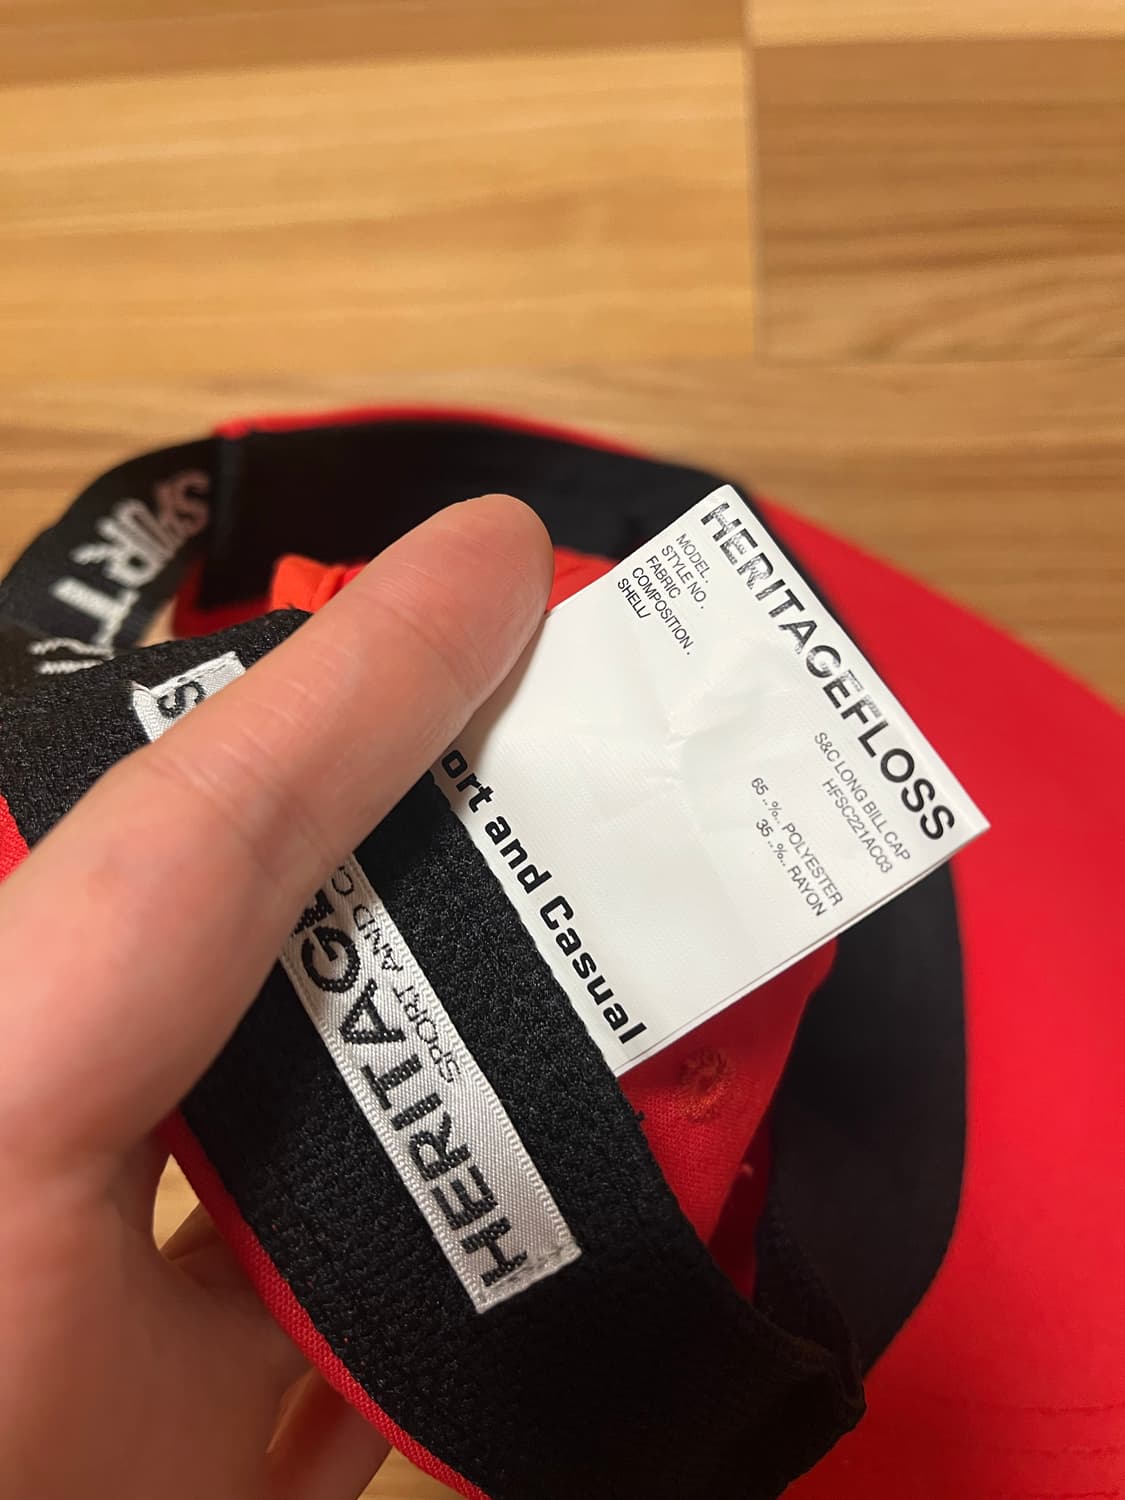 HERITAGEFLOSS
MODEL. S&C LONG BILL CAP
STYLE NO. HFSC221AC03
FABRIC
COMPOSITION.
SHELL/ 65..%.. POLYESTER
35..%.. RAYON
ort and Casual
HERITAG
SPORT AND C
S
SPORT